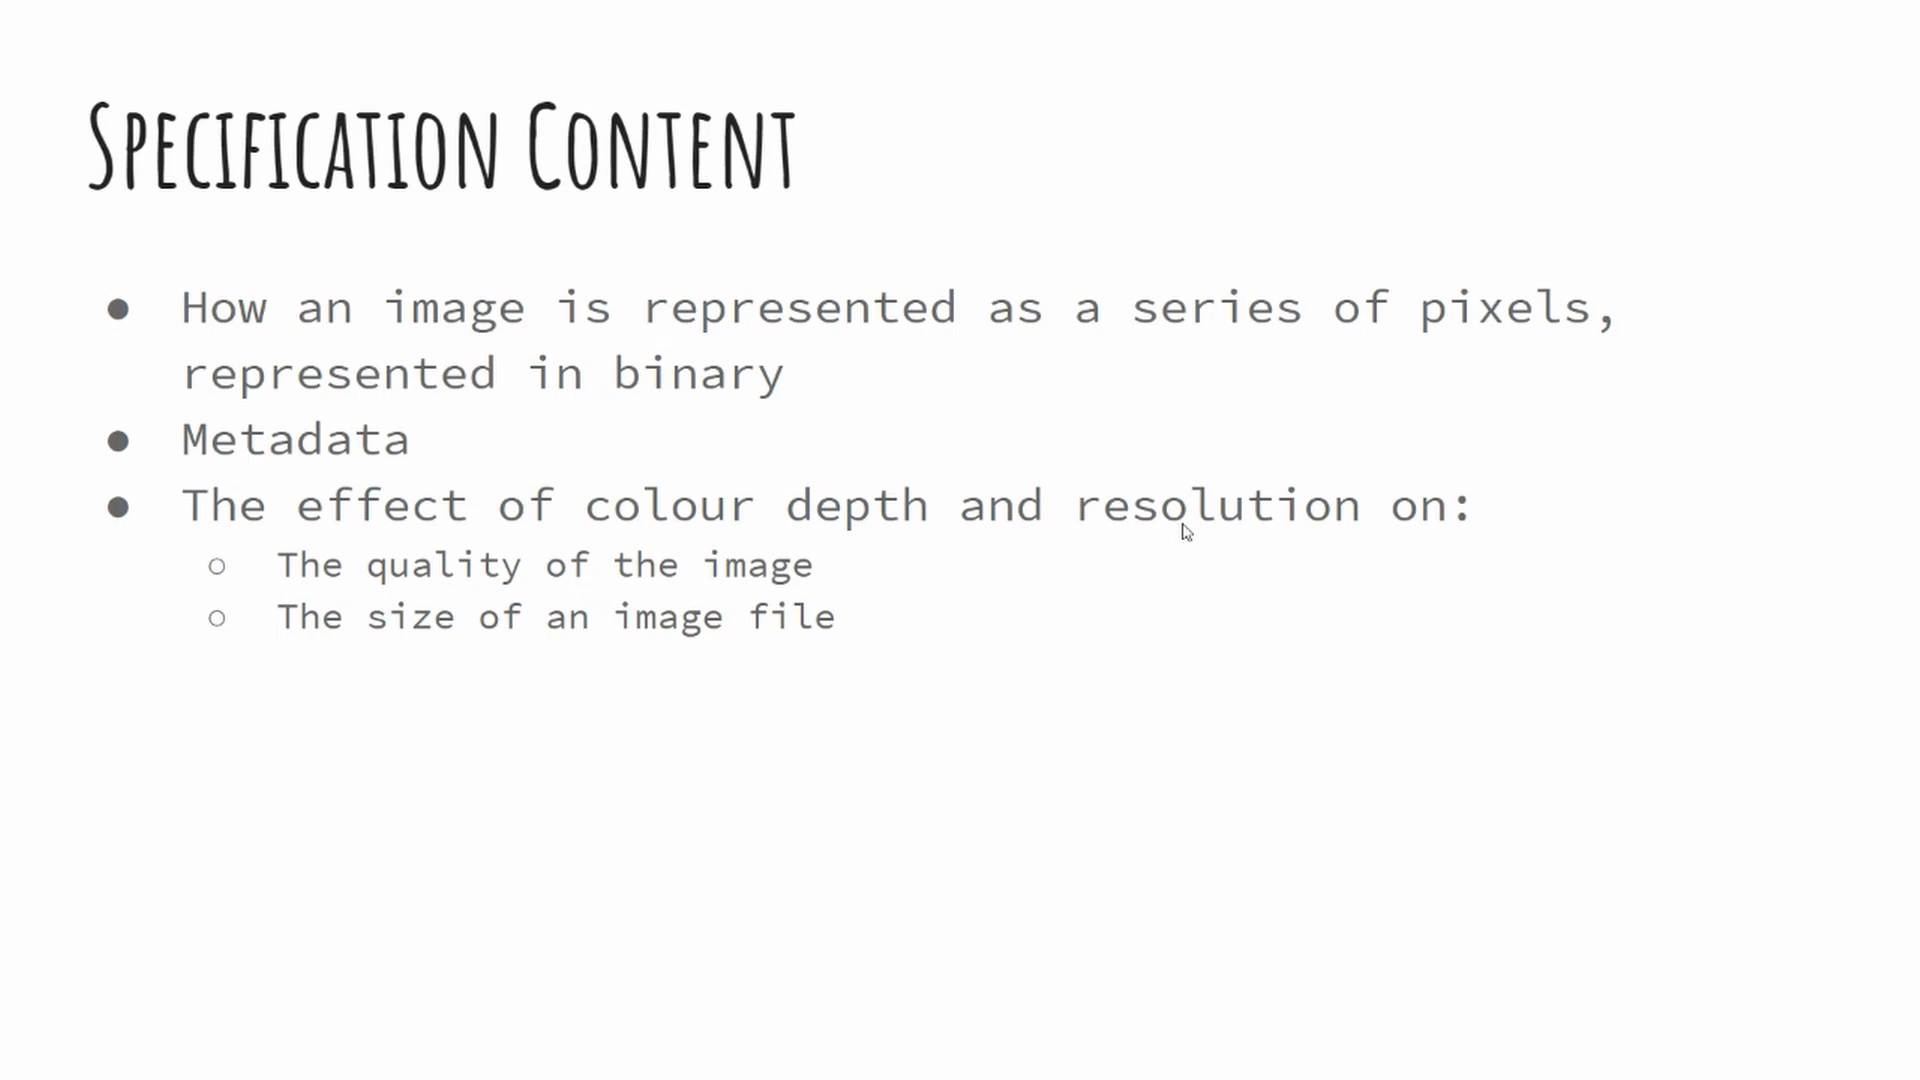 Specification Content
● How an image is represented as a series of pixels,
represented in binary
● Metadata
● The effect of colour depth and resolution on:
○ The quality of the image
○ The size of an image file